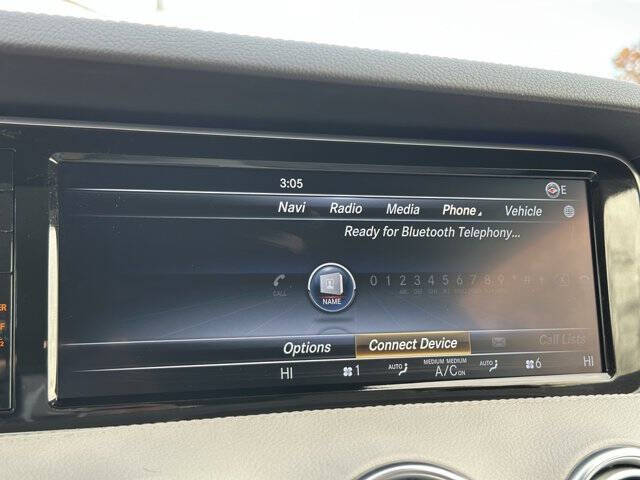 3:05
E
Navi Radio Media Phone Vehicle
Ready for Bluetooth Telephony...
CALL
NAME
0 1 2 3 4 5 6 7 8 9 * # +
Options Connect Device Call Lists
HI 1 AUTO MEDIUM MEDIUM AUTO 6 HI
A/C ON
ER
F